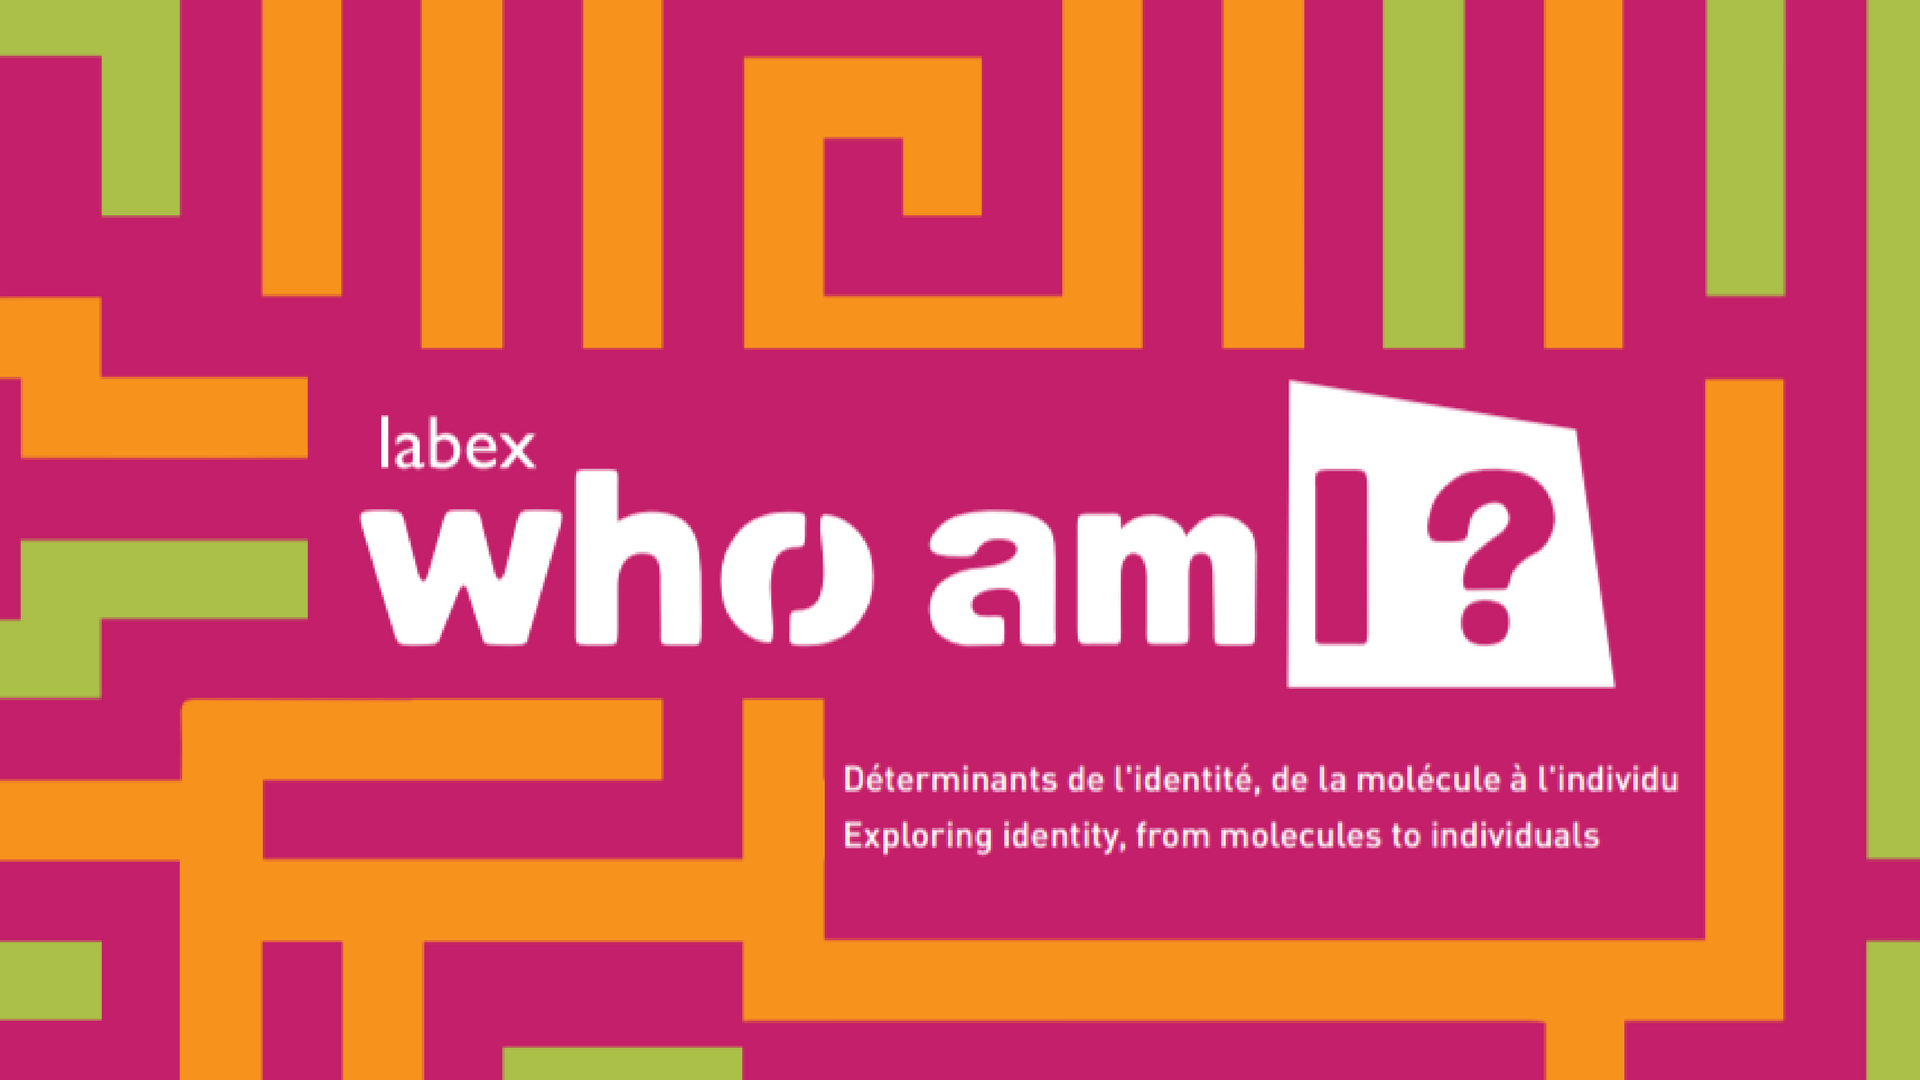 labex
who am I ?
Déterminants de l'identité, de la molécule à l'individu
Exploring identity, from molecules to individuals